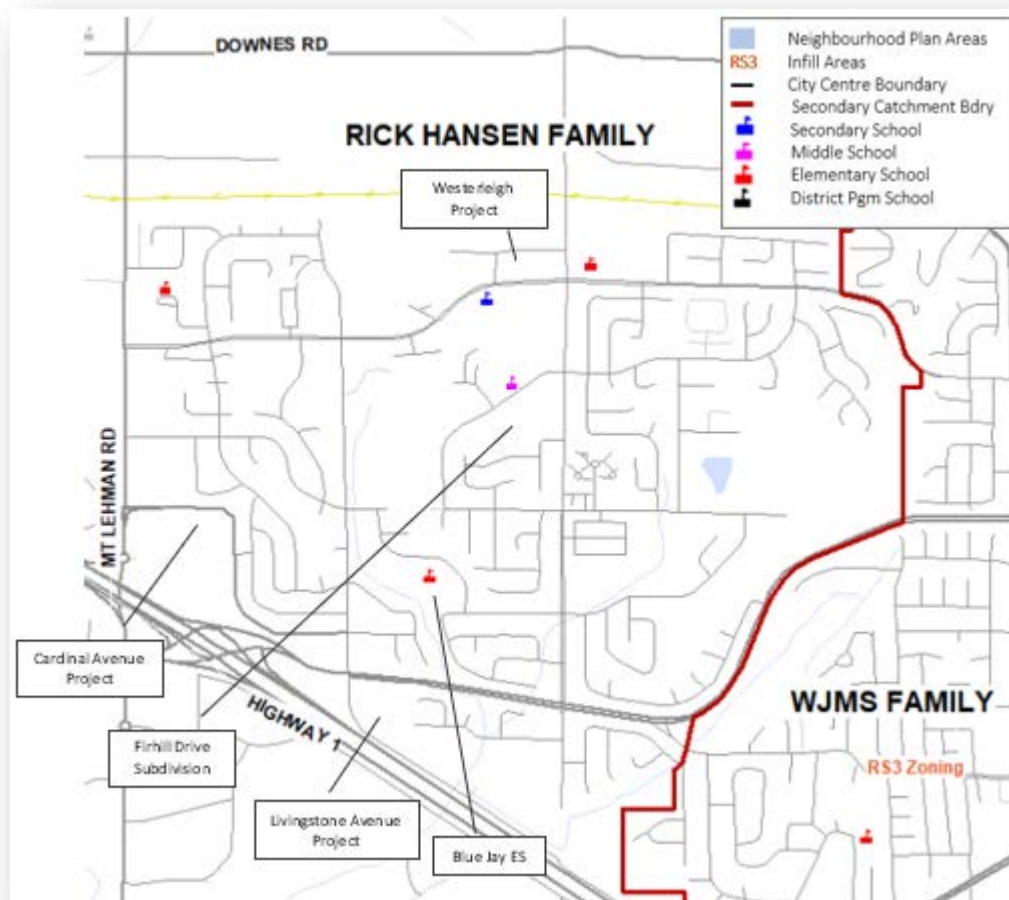 DOWNES RD
Neighbourhood Plan Areas
RS3 Infill Areas
City Centre Boundary
Secondary Catchment Bdry
Secondary School
Middle School
Elementary School
District Pgm School
RICK HANSEN FAMILY
Westerleigh
Project
MT LEHMAN RD
Cardinal Avenue
Project
HIGHWAY 1
WJMS FAMILY
Firhill Drive
Subdivision
RS3 Zoning
Livingstone Avenue
Project
Blue Jay ES